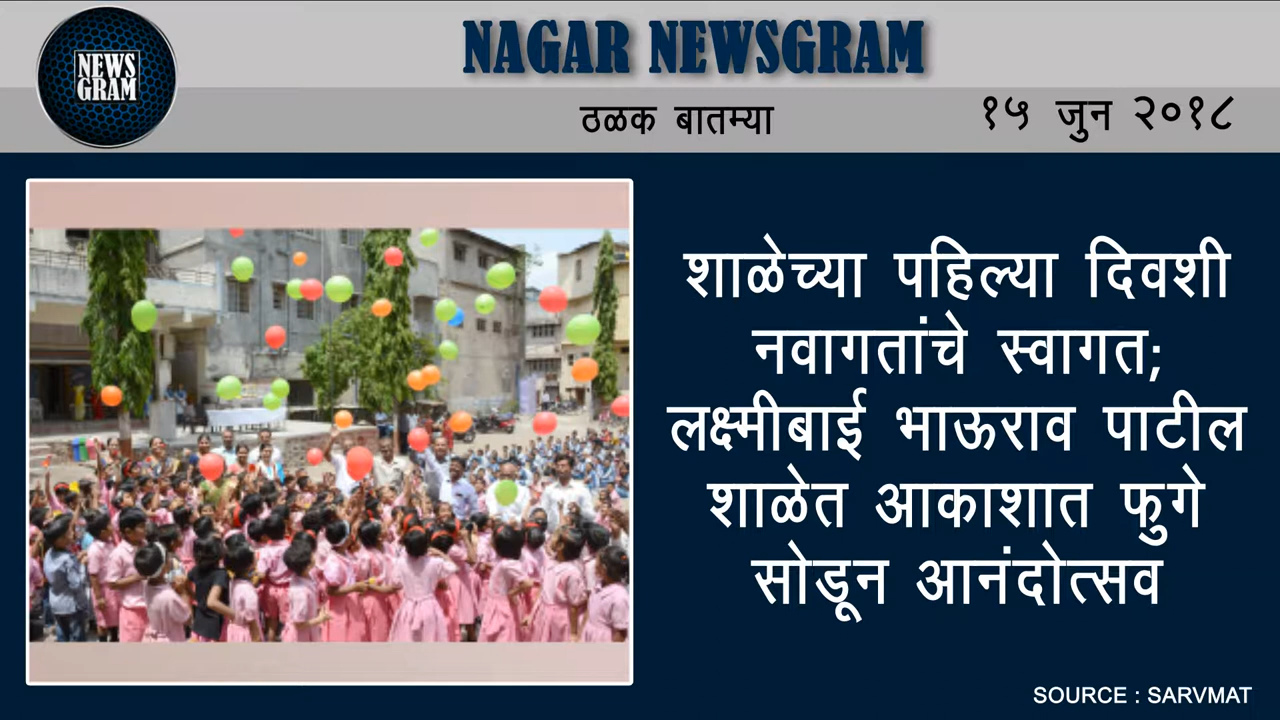 NEWS
GRAM
NAGAR NEWSGRAM
ठळक बातम्या
१५ जुन २०१८
शाळेच्या पहिल्या दिवशी
नवागतांचे स्वागत;
लक्ष्मीबाई भाऊराव पाटील
शाळेत आकाशात फुगे
सोडून आनंदोत्सव
SOURCE : SARVMAT